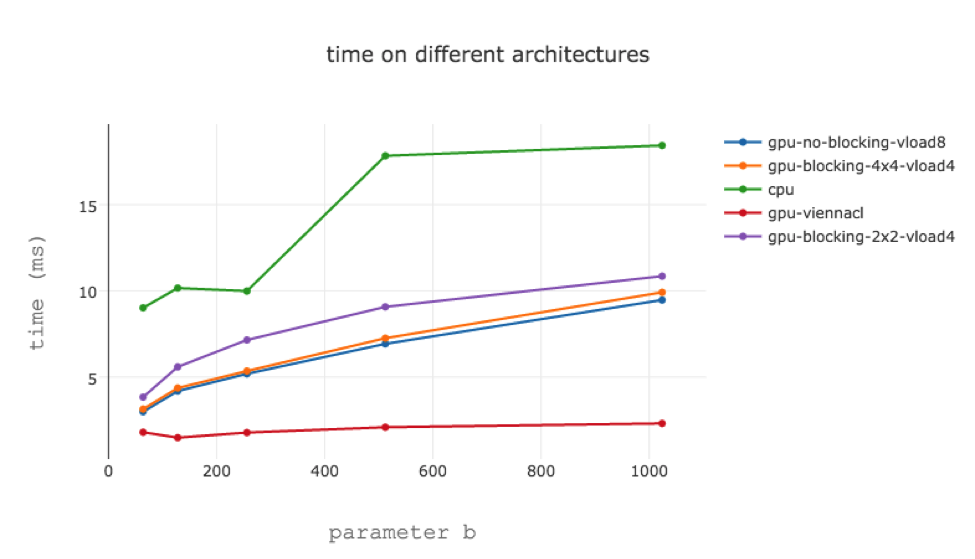 time on different architectures
gpu-no-blocking-vload8
gpu-blocking-4x4-vload4
cpu
gpu-viennacl
gpu-blocking-2x2-vload4
15
10
5
time (ms)
0 200 400 600 800 1000
parameter b